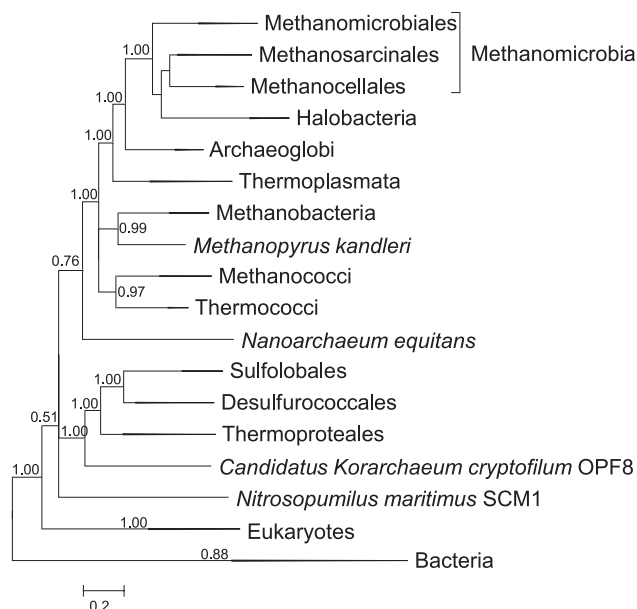 Methanomicrobiales
1.00
Methanosarcinales
Methanomicrobia
Methanocellales
Halobacteria
1.00
Archaeoglobi
1.00
Thermoplasmata
1.00
Methanobacteria
0.99
Methanopyrus kandleri
0.76
Methanococci
0.97
Thermococci
Nanoarchaeum equitans
Sulfolobales
1.00
Desulfurococcales
1.00
Thermoproteales
0.51
1.00
Candidatus Korarchaeum cryptofilum OPF8
1.00
Nitrosopumilus maritimus SCM1
1.00
Eukaryotes
0.88
Bacteria
0.2